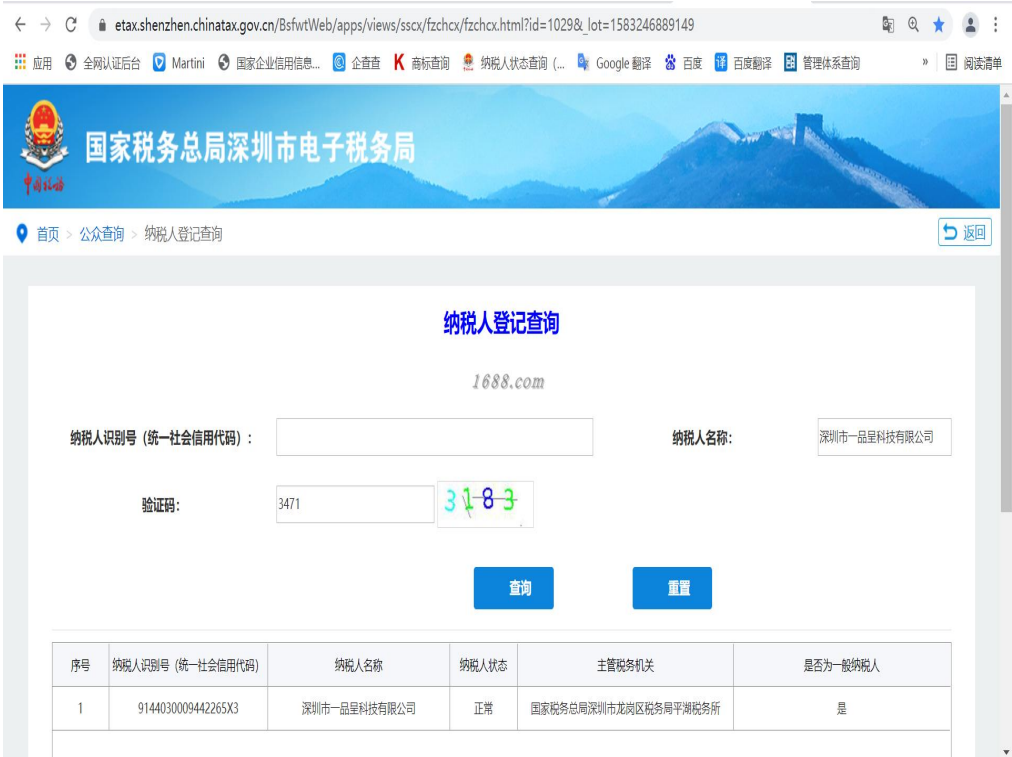 etax.shenzhen.chinatax.gov.cn/BsfwtWeb/apps/views/sscx/fzchcx/fzchcx.html?id=1029&_lot=1583246889149
应用 全网认证后台 Martini 国家企业信用信息... 企查查 商标查询 纳税人状态查询 (... Google 翻译 百度 百度翻译 管理体系查询 » 阅读清单
国家税务总局深圳市电子税务局
中国税务
首页 > 公众查询 > 纳税人登记查询 返回
纳税人登记查询
1688.com
纳税人识别号（统一社会信用代码）: 纳税人名称: 深圳市一品呈科技有限公司
验证码: 3471 3183
查询 重置
序号 纳税人识别号（统一社会信用代码） 纳税人名称 纳税人状态 主管税务机关 是否为一般纳税人
1 9144030009442265X3 深圳市一品呈科技有限公司 正常 国家税务总局深圳市龙岗区税务局平湖税务所 是